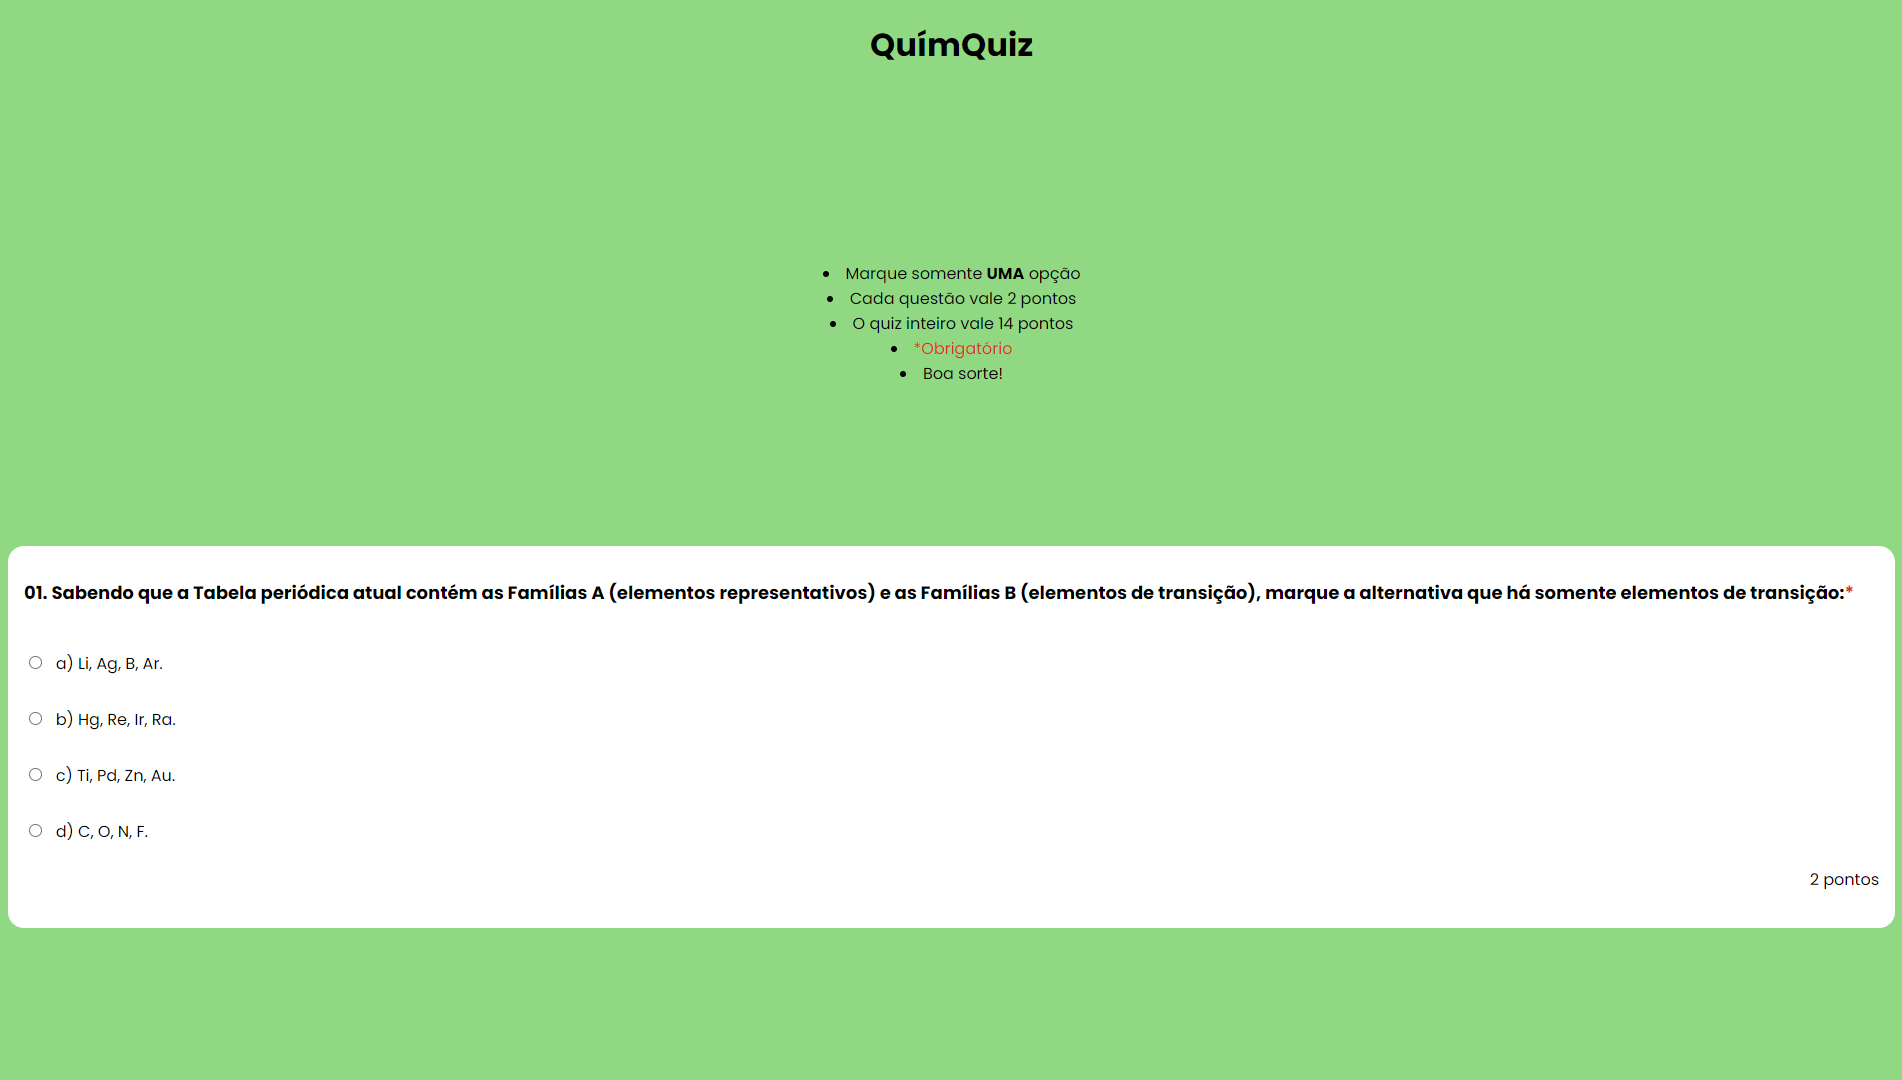 QuímQuiz
Marque somente UMA opção
Cada questão vale 2 pontos
O quiz inteiro vale 14 pontos
*Obrigatório
Boa sorte!
01. Sabendo que a Tabela periódica atual contém as Famílias A (elementos representativos) e as Famílias B (elementos de transição), marque a alternativa que há somente elementos de transição:*
a) Li, Ag, B, Ar.
b) Hg, Re, Ir, Ra.
c) Ti, Pd, Zn, Au.
d) C, O, N, F.
2 pontos